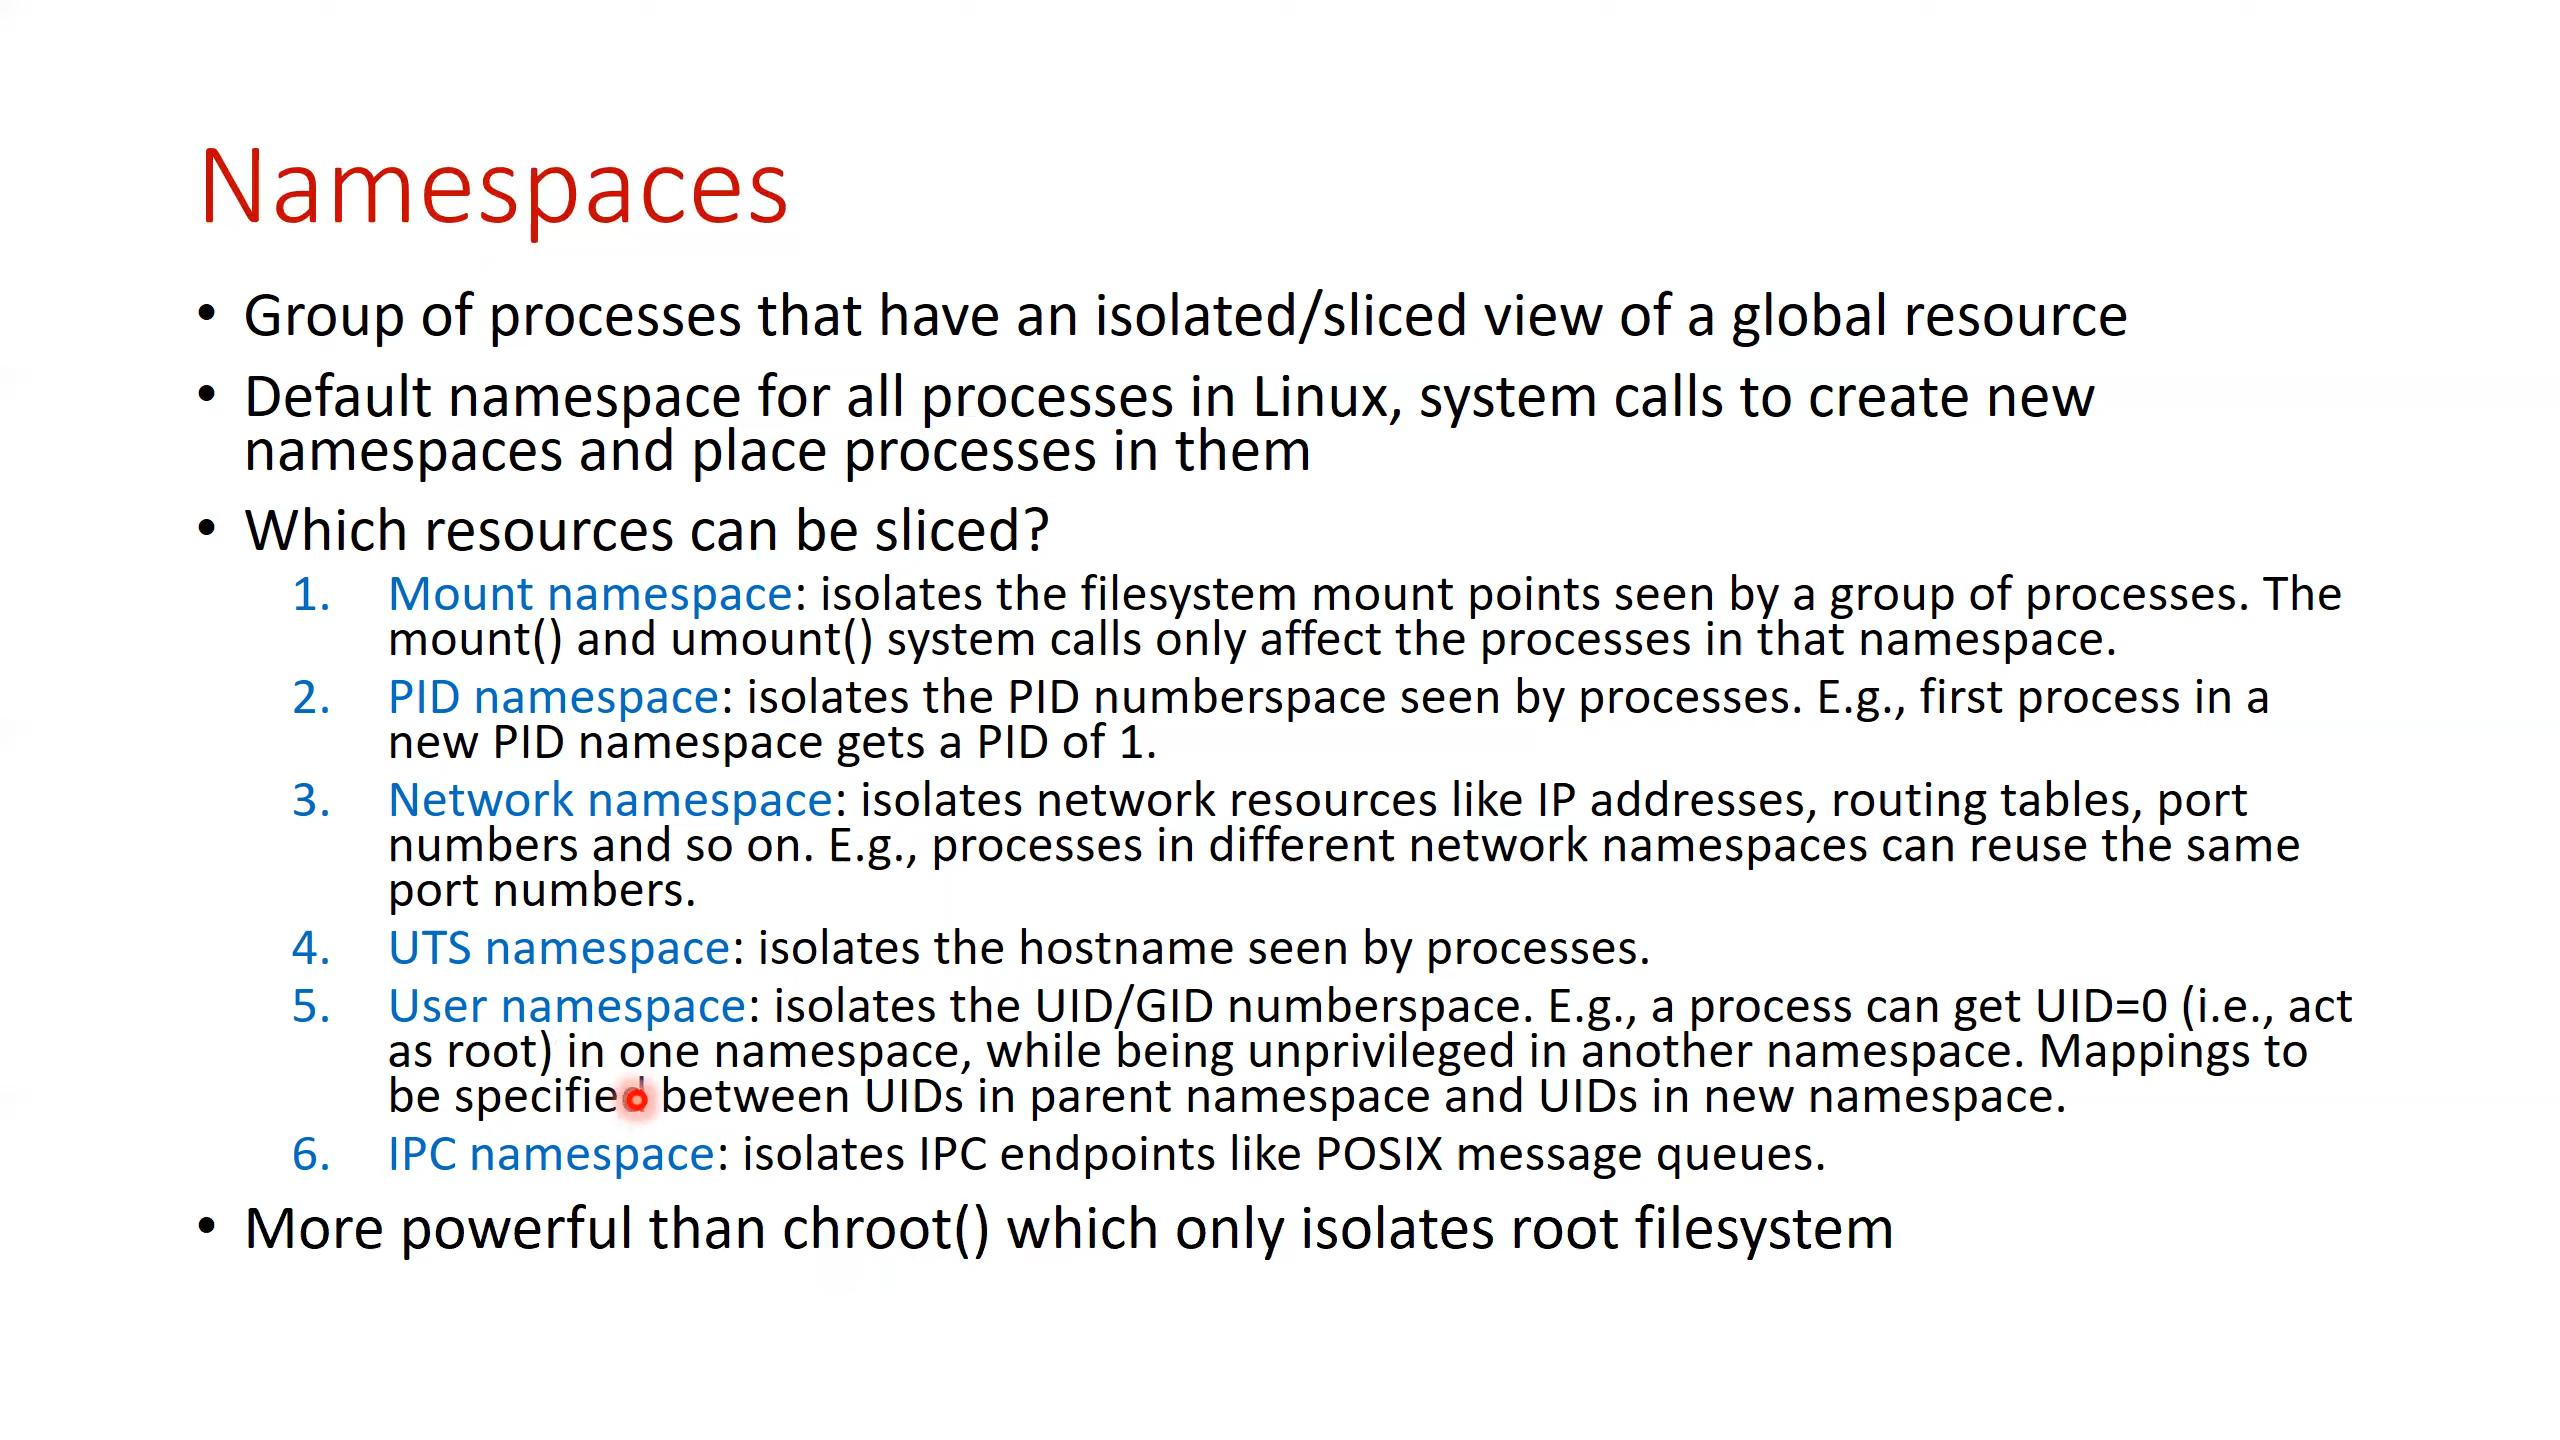 Namespaces
• Group of processes that have an isolated/sliced view of a global resource
• Default namespace for all processes in Linux, system calls to create new
namespaces and place processes in them
• Which resources can be sliced?
1. Mount namespace: isolates the filesystem mount points seen by a group of processes. The
mount() and umount() system calls only affect the processes in that namespace.
2. PID namespace: isolates the PID numberspace seen by processes. E.g., first process in a
new PID namespace gets a PID of 1.
3. Network namespace: isolates network resources like IP addresses, routing tables, port
numbers and so on. E.g., processes in different network namespaces can reuse the same
port numbers.
4. UTS namespace: isolates the hostname seen by processes.
5. User namespace: isolates the UID/GID numberspace. E.g., a process can get UID=0 (i.e., act
as root) in one namespace, while being unprivileged in another namespace. Mappings to
be specified between UIDs in parent namespace and UIDs in new namespace.
6. IPC namespace: isolates IPC endpoints like POSIX message queues.
• More powerful than chroot() which only isolates root filesystem